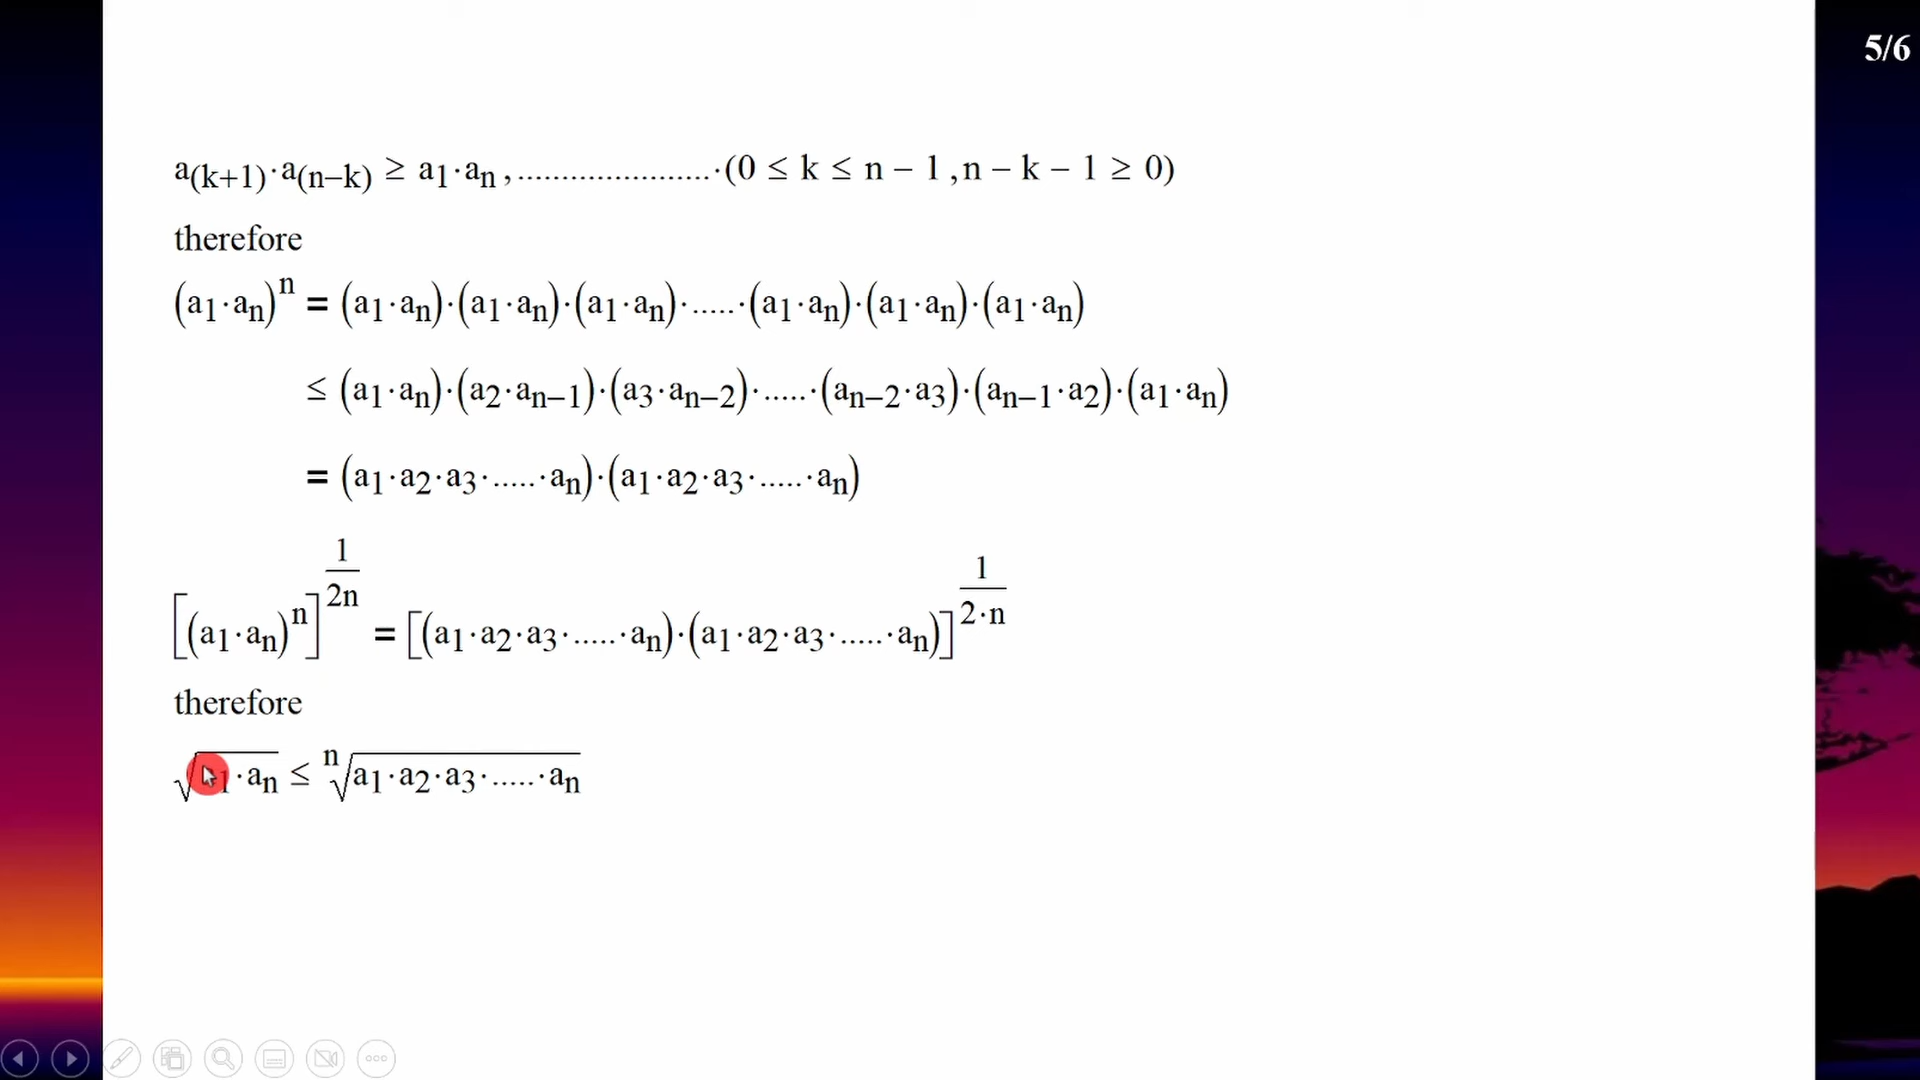 5/6
a(k+1)·a(n−k) ≥ a1·an ,......................·(0 ≤ k ≤ n − 1 ,n − k − 1 ≥ 0)
therefore
(a1·an)^n = (a1·an)·(a1·an)·(a1·an)·.....·(a1·an)·(a1·an)·(a1·an)
≤ (a1·an)·(a2·an−1)·(a3·an−2)·.....·(an−2·a3)·(an−1·a2)·(a1·an)
= (a1·a2·a3·.....·an)·(a1·a2·a3·.....·an)
[(a1·an)^n]^(1/2n) = [(a1·a2·a3·.....·an)·(a1·a2·a3·.....·an)]^(1/2·n)
therefore
√a1·an ≤ n√a1·a2·a3·.....·an